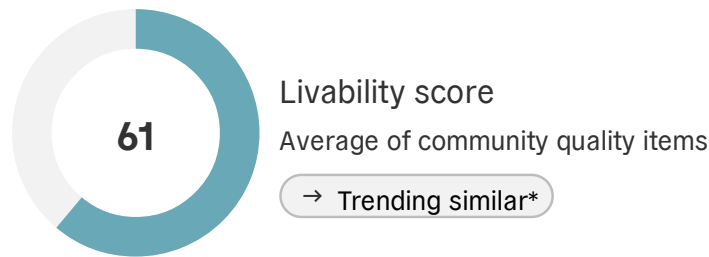 61
Livability score
Average of community quality items
→ Trending similar*